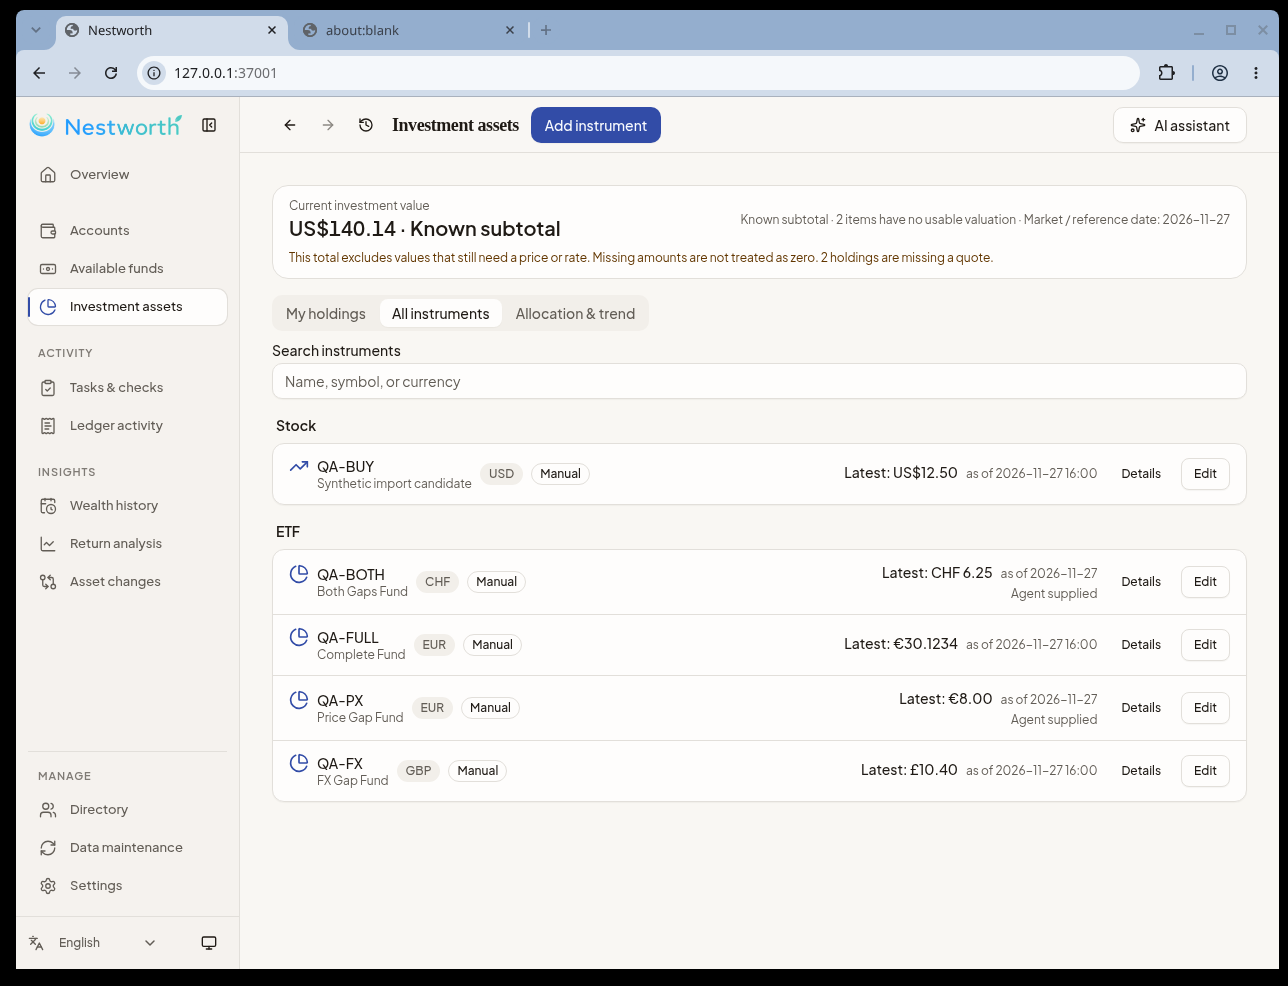 Nestworth
about:blank
127.0.0.1:37001
Nestworth
Investment assets
Add instrument
AI assistant
Overview
Accounts
Available funds
Investment assets
ACTIVITY
Tasks & checks
Ledger activity
INSIGHTS
Wealth history
Return analysis
Asset changes
MANAGE
Directory
Data maintenance
Settings
English
Current investment value
US$140.14 · Known subtotal
Known subtotal · 2 items have no usable valuation · Market / reference date: 2026-11-27
This total excludes values that still need a price or rate. Missing amounts are not treated as zero. 2 holdings are missing a quote.
My holdings
All instruments
Allocation & trend
Search instruments
Name, symbol, or currency
Stock
QA-BUY
Synthetic import candidate
USD
Manual
Latest: US$12.50 as of 2026-11-27 16:00
Details
Edit
ETF
QA-BOTH
Both Gaps Fund
CHF
Manual
Latest: CHF 6.25 as of 2026-11-27
Agent supplied
Details
Edit
QA-FULL
Complete Fund
EUR
Manual
Latest: €30.1234 as of 2026-11-27 16:00
Details
Edit
QA-PX
Price Gap Fund
EUR
Manual
Latest: €8.00 as of 2026-11-27
Agent supplied
Details
Edit
QA-FX
FX Gap Fund
GBP
Manual
Latest: £10.40 as of 2026-11-27 16:00
Details
Edit